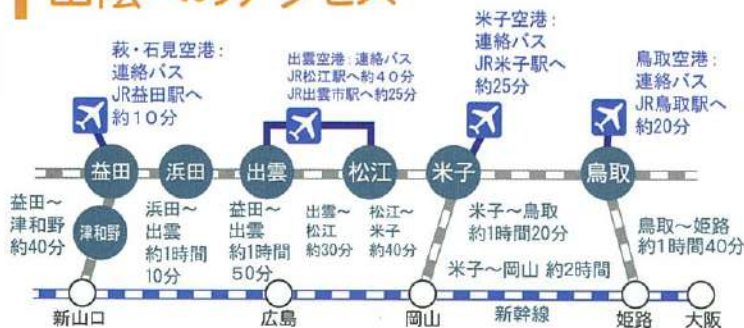 山陰へのアクセス
萩・石見空港：
連絡バス
JR益田駅へ
約10分
出雲空港：連絡バス
JR松江駅へ約40分
JR出雲市駅へ約25分
米子空港：
連絡バス
JR米子駅へ
約25分
鳥取空港：
連絡バス
JR鳥取駅へ
約20分
益田
浜田
出雲
松江
米子
鳥取
津和野
益田～
津和野
約40分
浜田～
出雲
約1時間
10分
益田～
出雲
約1時間
50分
出雲～
松江
約30分
松江～
米子
約40分
米子～鳥取
約1時間20分
鳥取～姫路
約1時間40分
米子～岡山 約2時間
新幹線
新山口
広島
岡山
姫路
大阪